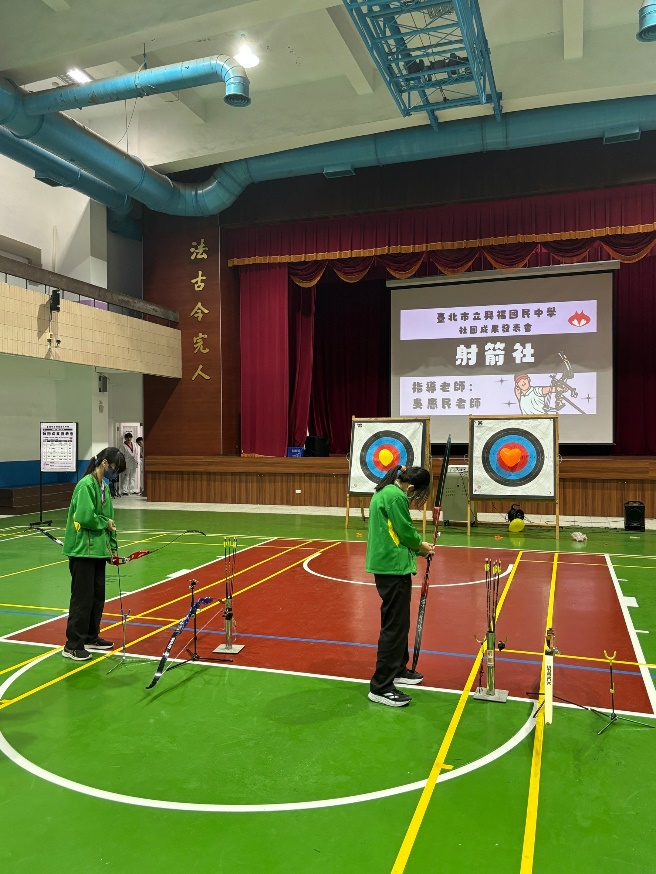 法古今完人
臺北市立興福國民中學
社團成果發表會
射箭社
指導老師：
吳惠民老師